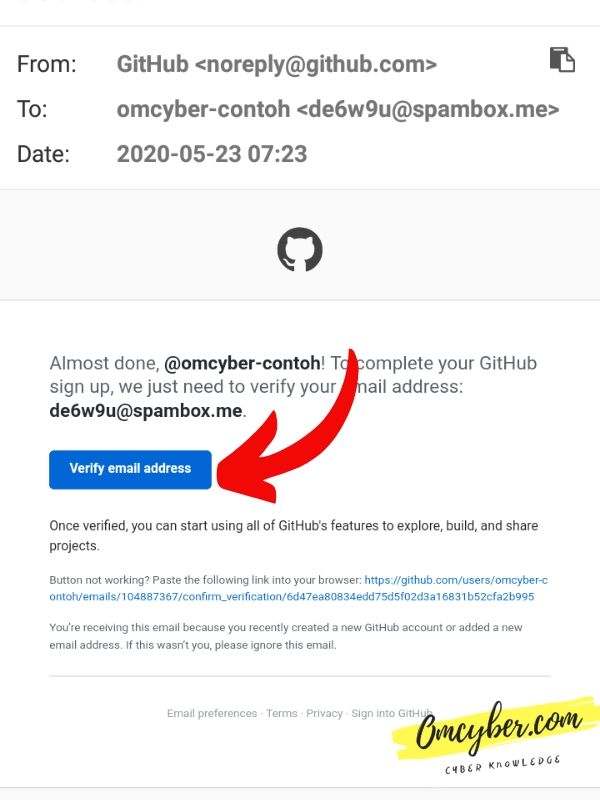 From: GitHub <noreply@github.com>
To: omcyber-contoh <de6w9u@spambox.me>
Date: 2020-05-23 07:23
Almost done, @omcyber-contoh! To complete your GitHub
sign up, we just need to verify your email address:
de6w9u@spambox.me.
Verify email address
Once verified, you can start using all of GitHub's features to explore, build, and share
projects.
Button not working? Paste the following link into your browser: https://github.com/users/omcyber-c
ontoh/emails/104887367/confirm_verification/6d47ea80834edd75d5f02d3a16831b52cfa2b995
You're receiving this email because you recently created a new GitHub account or added a new
email address. If this wasn't you, please ignore this email.
Email preferences · Terms · Privacy · Sign into GitHub
Omcyber.com
CYBER KNOWLEDGE